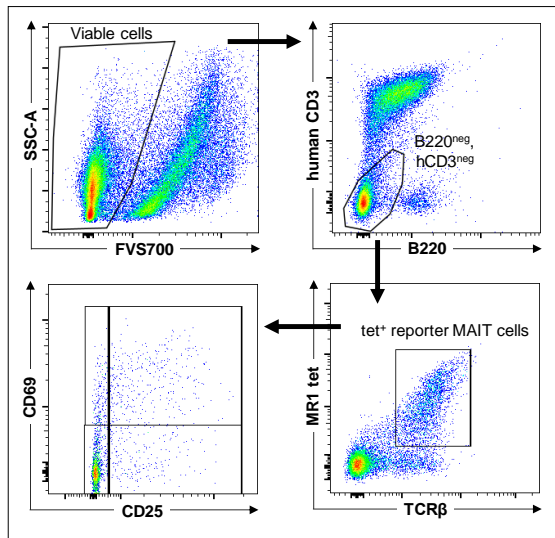 Viable cells
SSC-A
FVS700
human CD3
B220neg,
hCD3neg
B220
CD69
CD25
tet+ reporter MAIT cells
MR1 tet
TCRβ